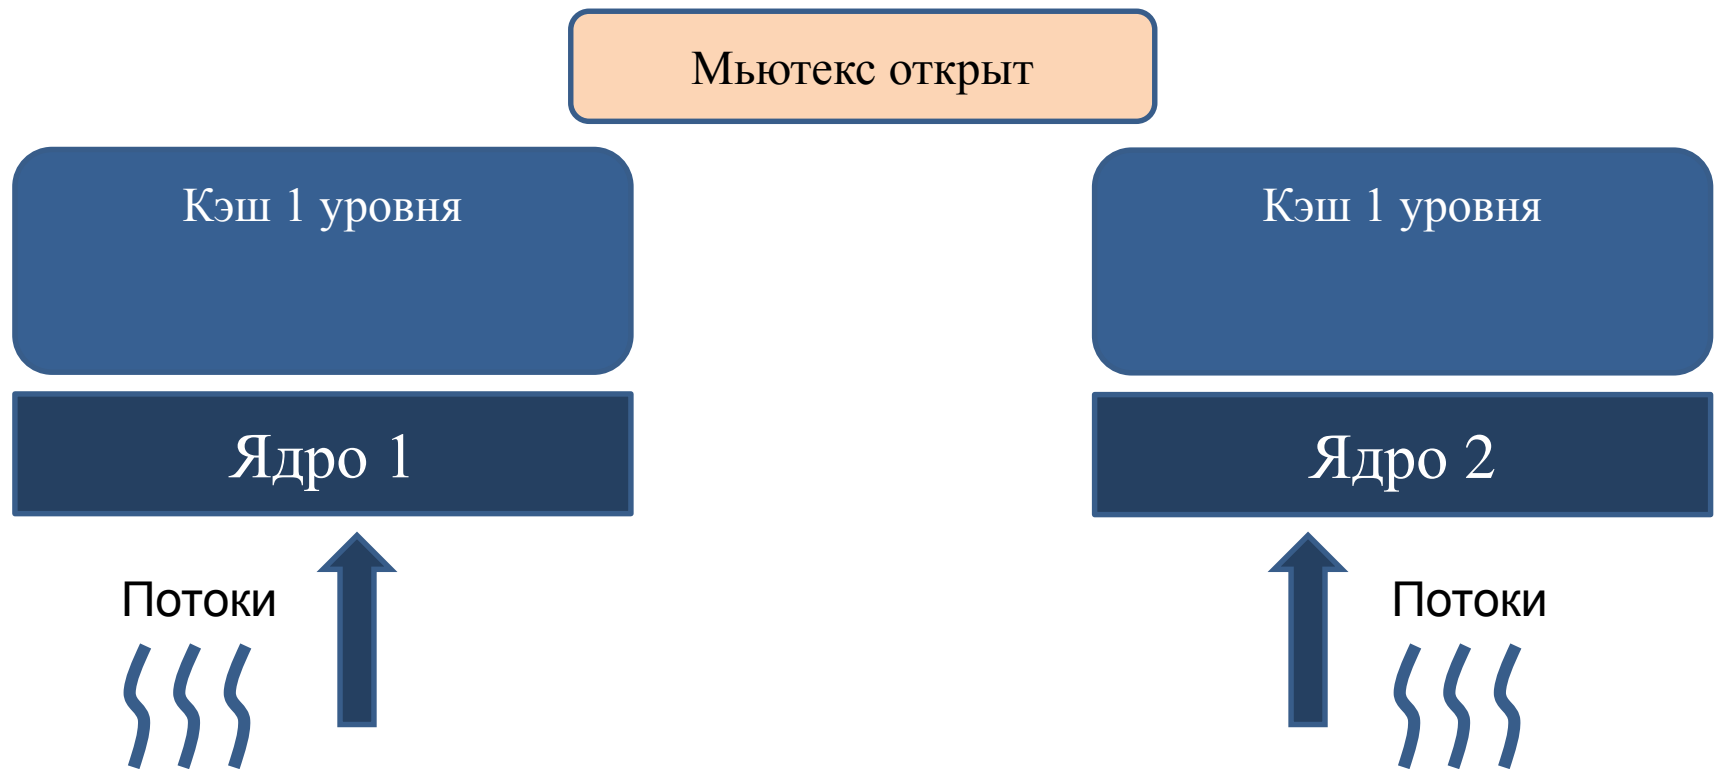 Мьютекс открыт
Кэш 1 уровня
Кэш 1 уровня
Ядро 1
Ядро 2
Потоки
Потоки